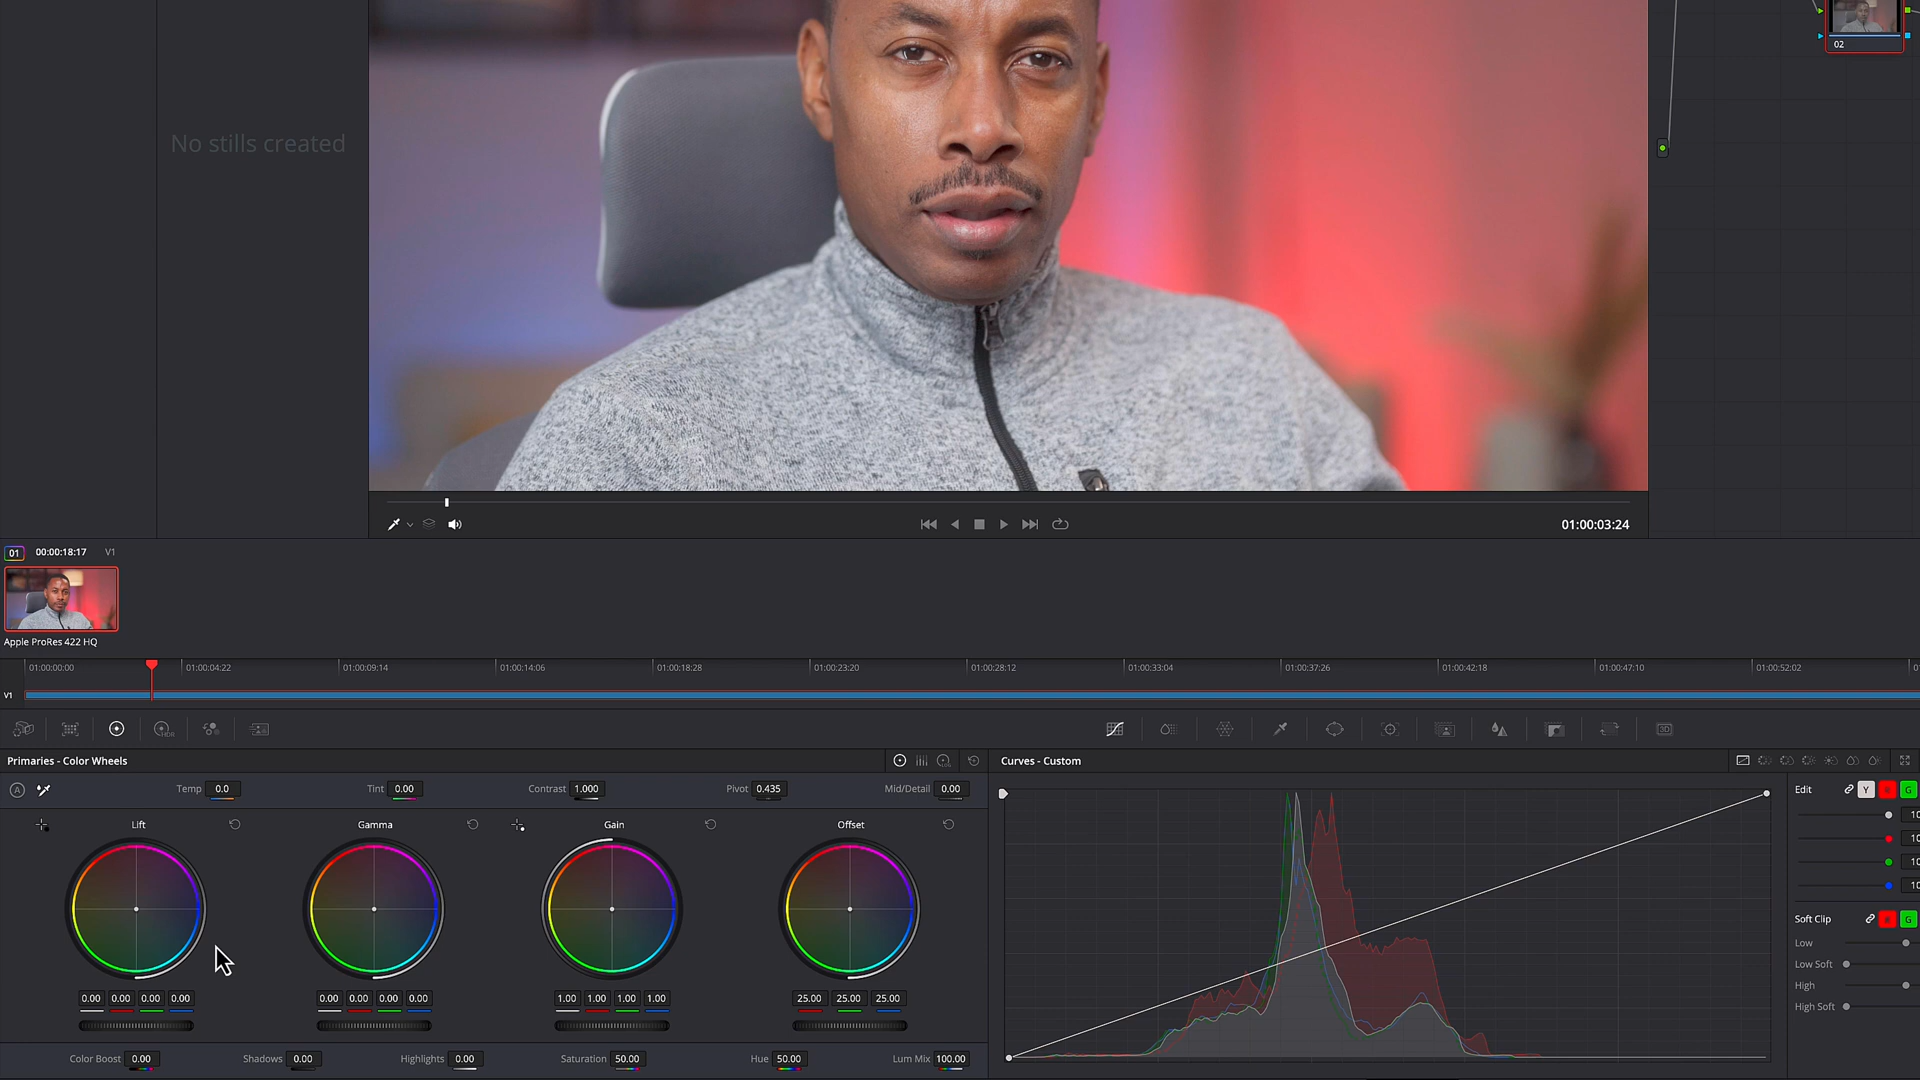 02
No stills created
01:00:03:24
01 00:00:18:17 V1
Apple ProRes 422 HQ
01:00:00:00 01:00:04:22 01:00:09:14 01:00:14:06 01:00:18:28 01:00:23:20 01:00:28:12 01:00:33:04 01:00:37:26 01:00:42:18 01:00:47:10 01:00:52:02
V1
HDR
3D
Primaries - Color Wheels
Curves - Custom
A Temp 0.0 Tint 0.00 Contrast 1.000 Pivot 0.435 Mid/Detail 0.00
Edit Y G
Lift Gamma Gain Offset
0.00 0.00 0.00 0.00 0.00 0.00 0.00 0.00 1.00 1.00 1.00 1.00 25.00 25.00 25.00
Color Boost 0.00 Shadows 0.00 Highlights 0.00 Saturation 50.00 Hue 50.00 Lum Mix 100.00
10
10
10
10
Soft Clip G
Low
Low Soft
High
High Soft